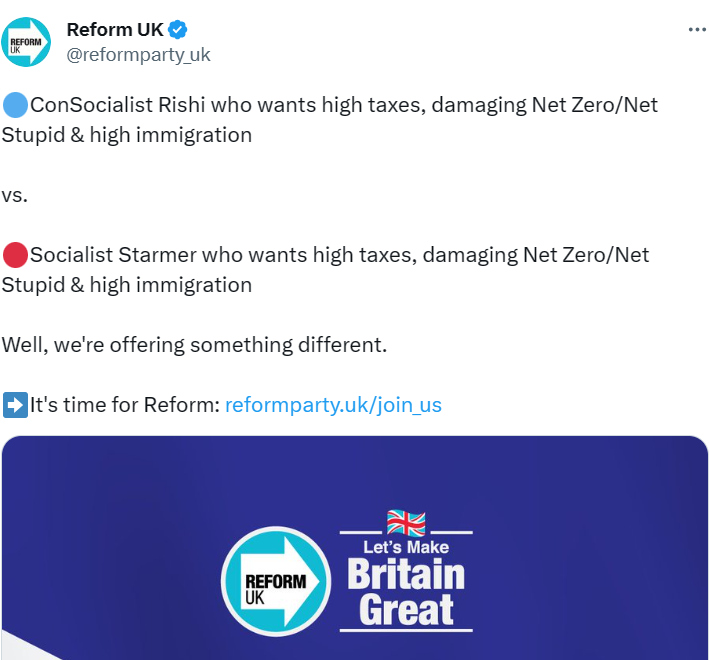 REFORM
UK
Reform UK
@reformparty_uk
ConSocialist Rishi who wants high taxes, damaging Net Zero/Net
Stupid & high immigration
vs.
Socialist Starmer who wants high taxes, damaging Net Zero/Net
Stupid & high immigration
Well, we're offering something different.
It's time for Reform: reformparty.uk/join_us
REFORM
UK
Let's Make
Britain
Great